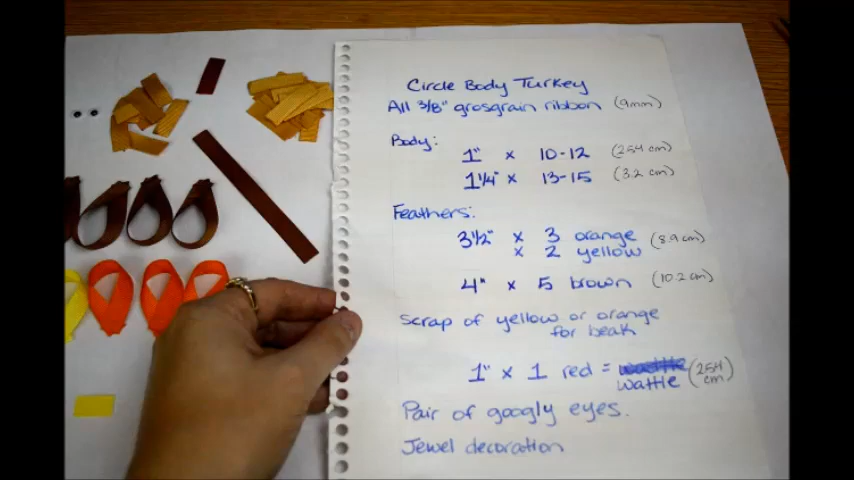 Circle Body Turkey
All 3/8" grosgrain ribbon (9mm)
Body:
1" x 10-12 (2.54 cm)
1 1/4" x 13-15 (3.2 cm)
Feathers:
3 1/2" x 3 orange (8.9 cm)
x 2 yellow
4" x 5 brown (10.2 cm)
Scrap of yellow or orange
for beak
1" x 1 red = wattle (2.54 cm)
Pair of googly eyes.
Jewel decoration